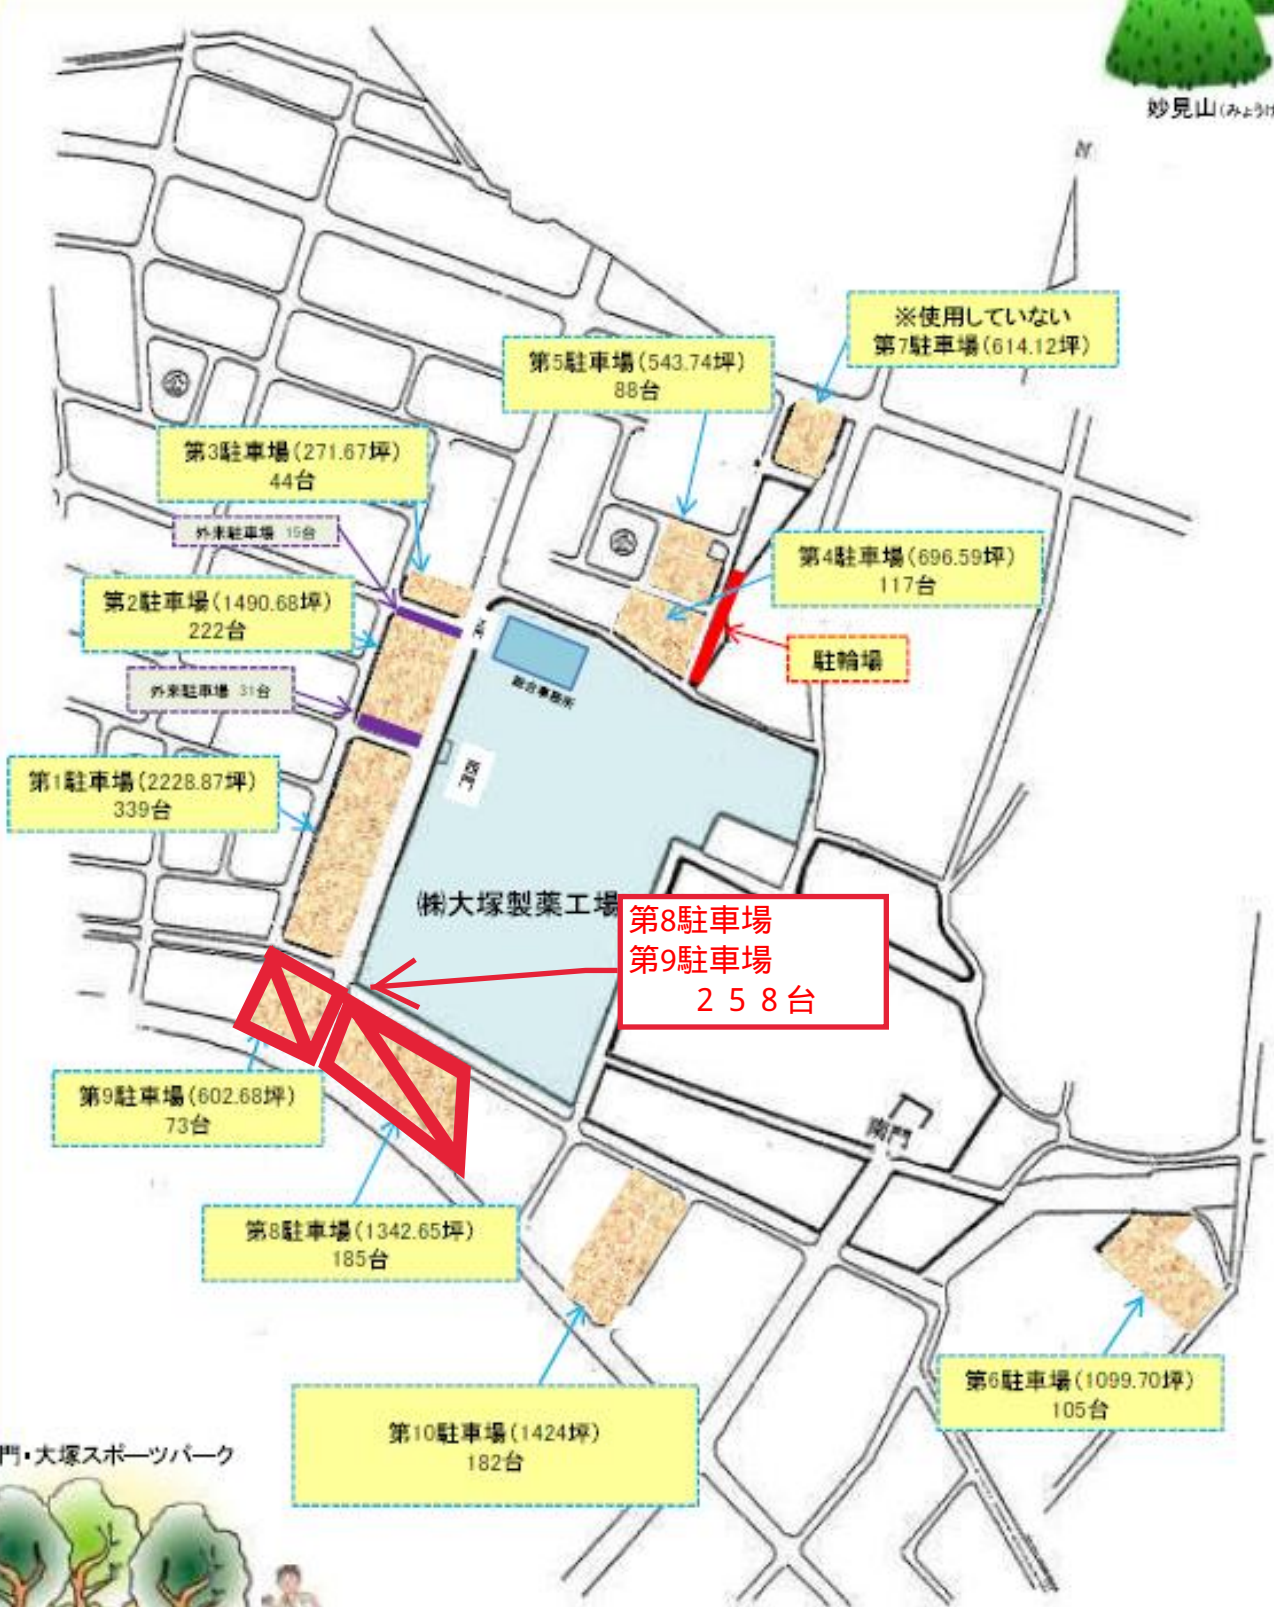 妙見山(みょうけ
N
※使用していない
第7駐車場(614.12坪)
第5駐車場(543.74坪)
88台
第3駐車場(271.67坪)
44台
外来駐車場 15台
第4駐車場(696.59坪)
117台
第2駐車場(1490.68坪)
222台
駐輪場
総合事務所
外来駐車場 31台
西門
第1駐車場(2228.87坪)
339台
㈱大塚製薬工場
第8駐車場
第9駐車場
２５８台
第9駐車場(602.68坪)
73台
南門
第8駐車場(1342.65坪)
185台
第6駐車場(1099.70坪)
105台
第10駐車場(1424坪)
182台
門・大塚スポーツパーク